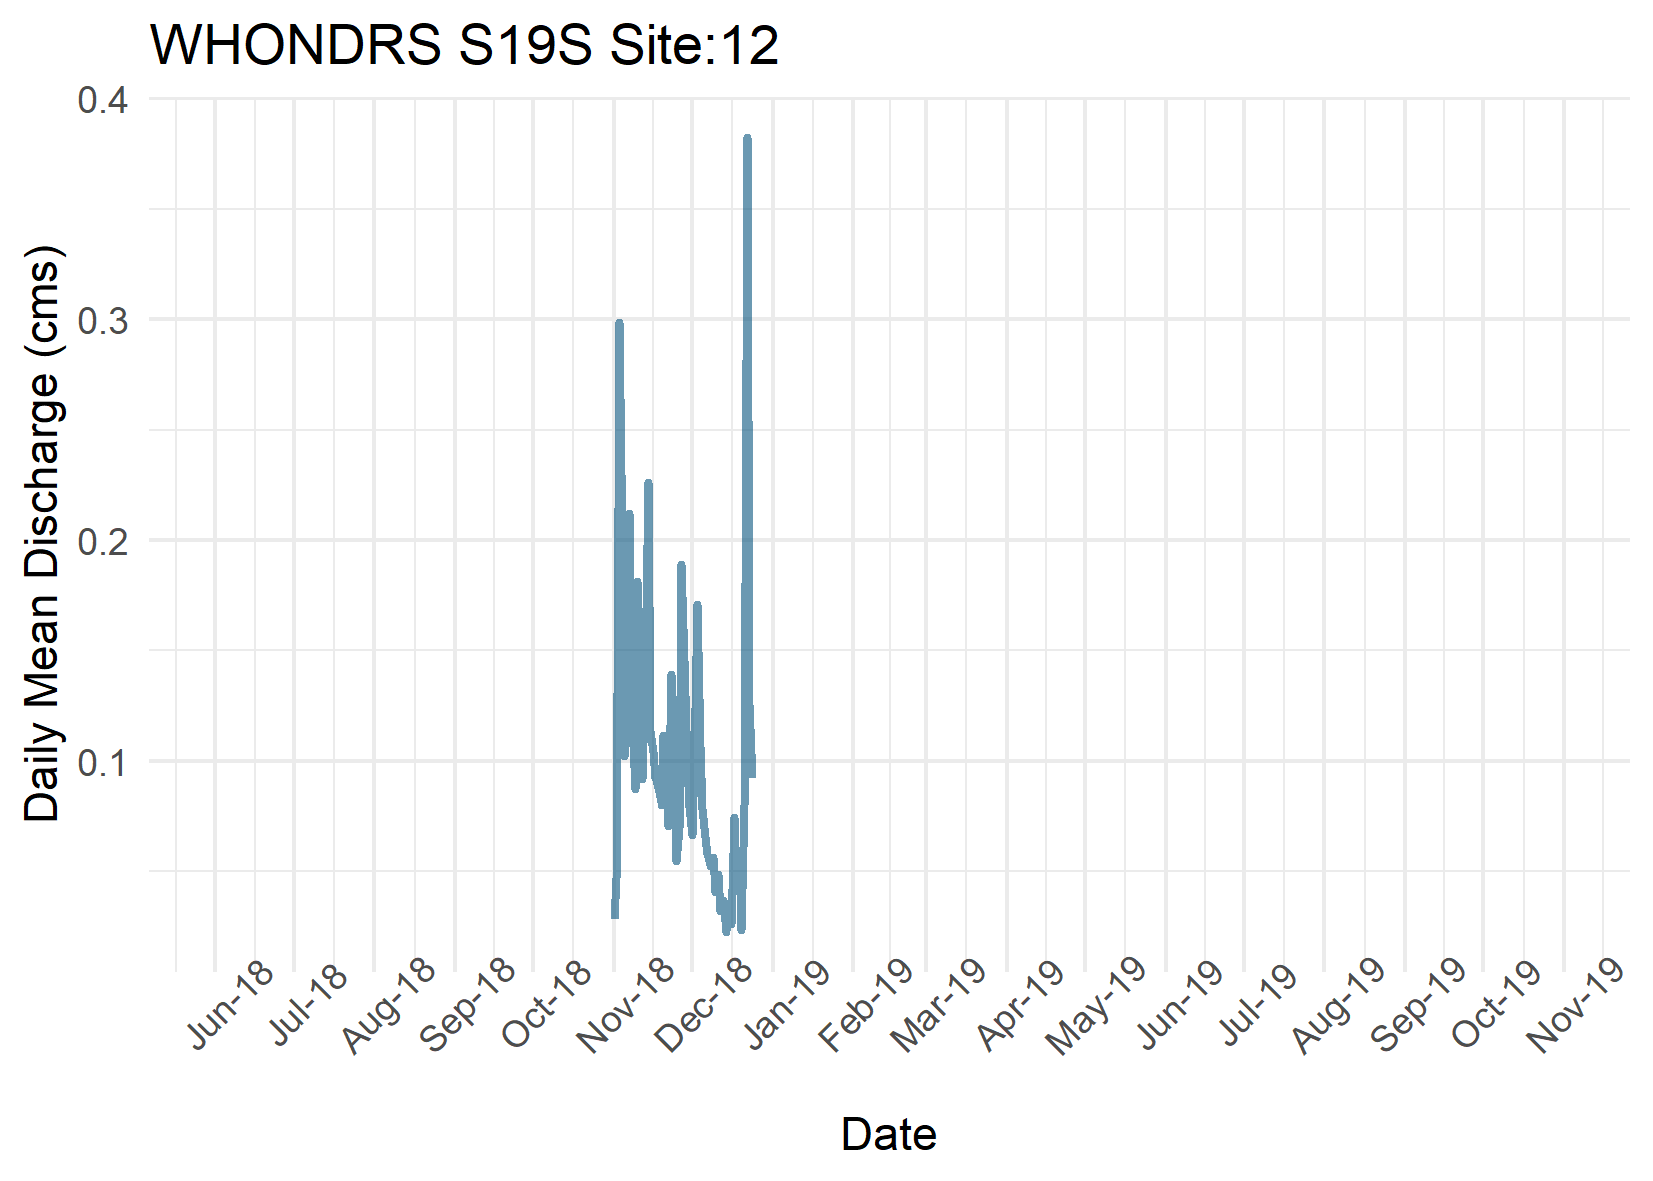 WHONDRS S19S Site:12
0.4
0.3
0.2
0.1
Daily Mean Discharge (cms)
Jun-18
Jul-18
Aug-18
Sep-18
Oct-18
Nov-18
Dec-18
Jan-19
Feb-19
Mar-19
Apr-19
May-19
Jun-19
Jul-19
Aug-19
Sep-19
Oct-19
Nov-19
Date